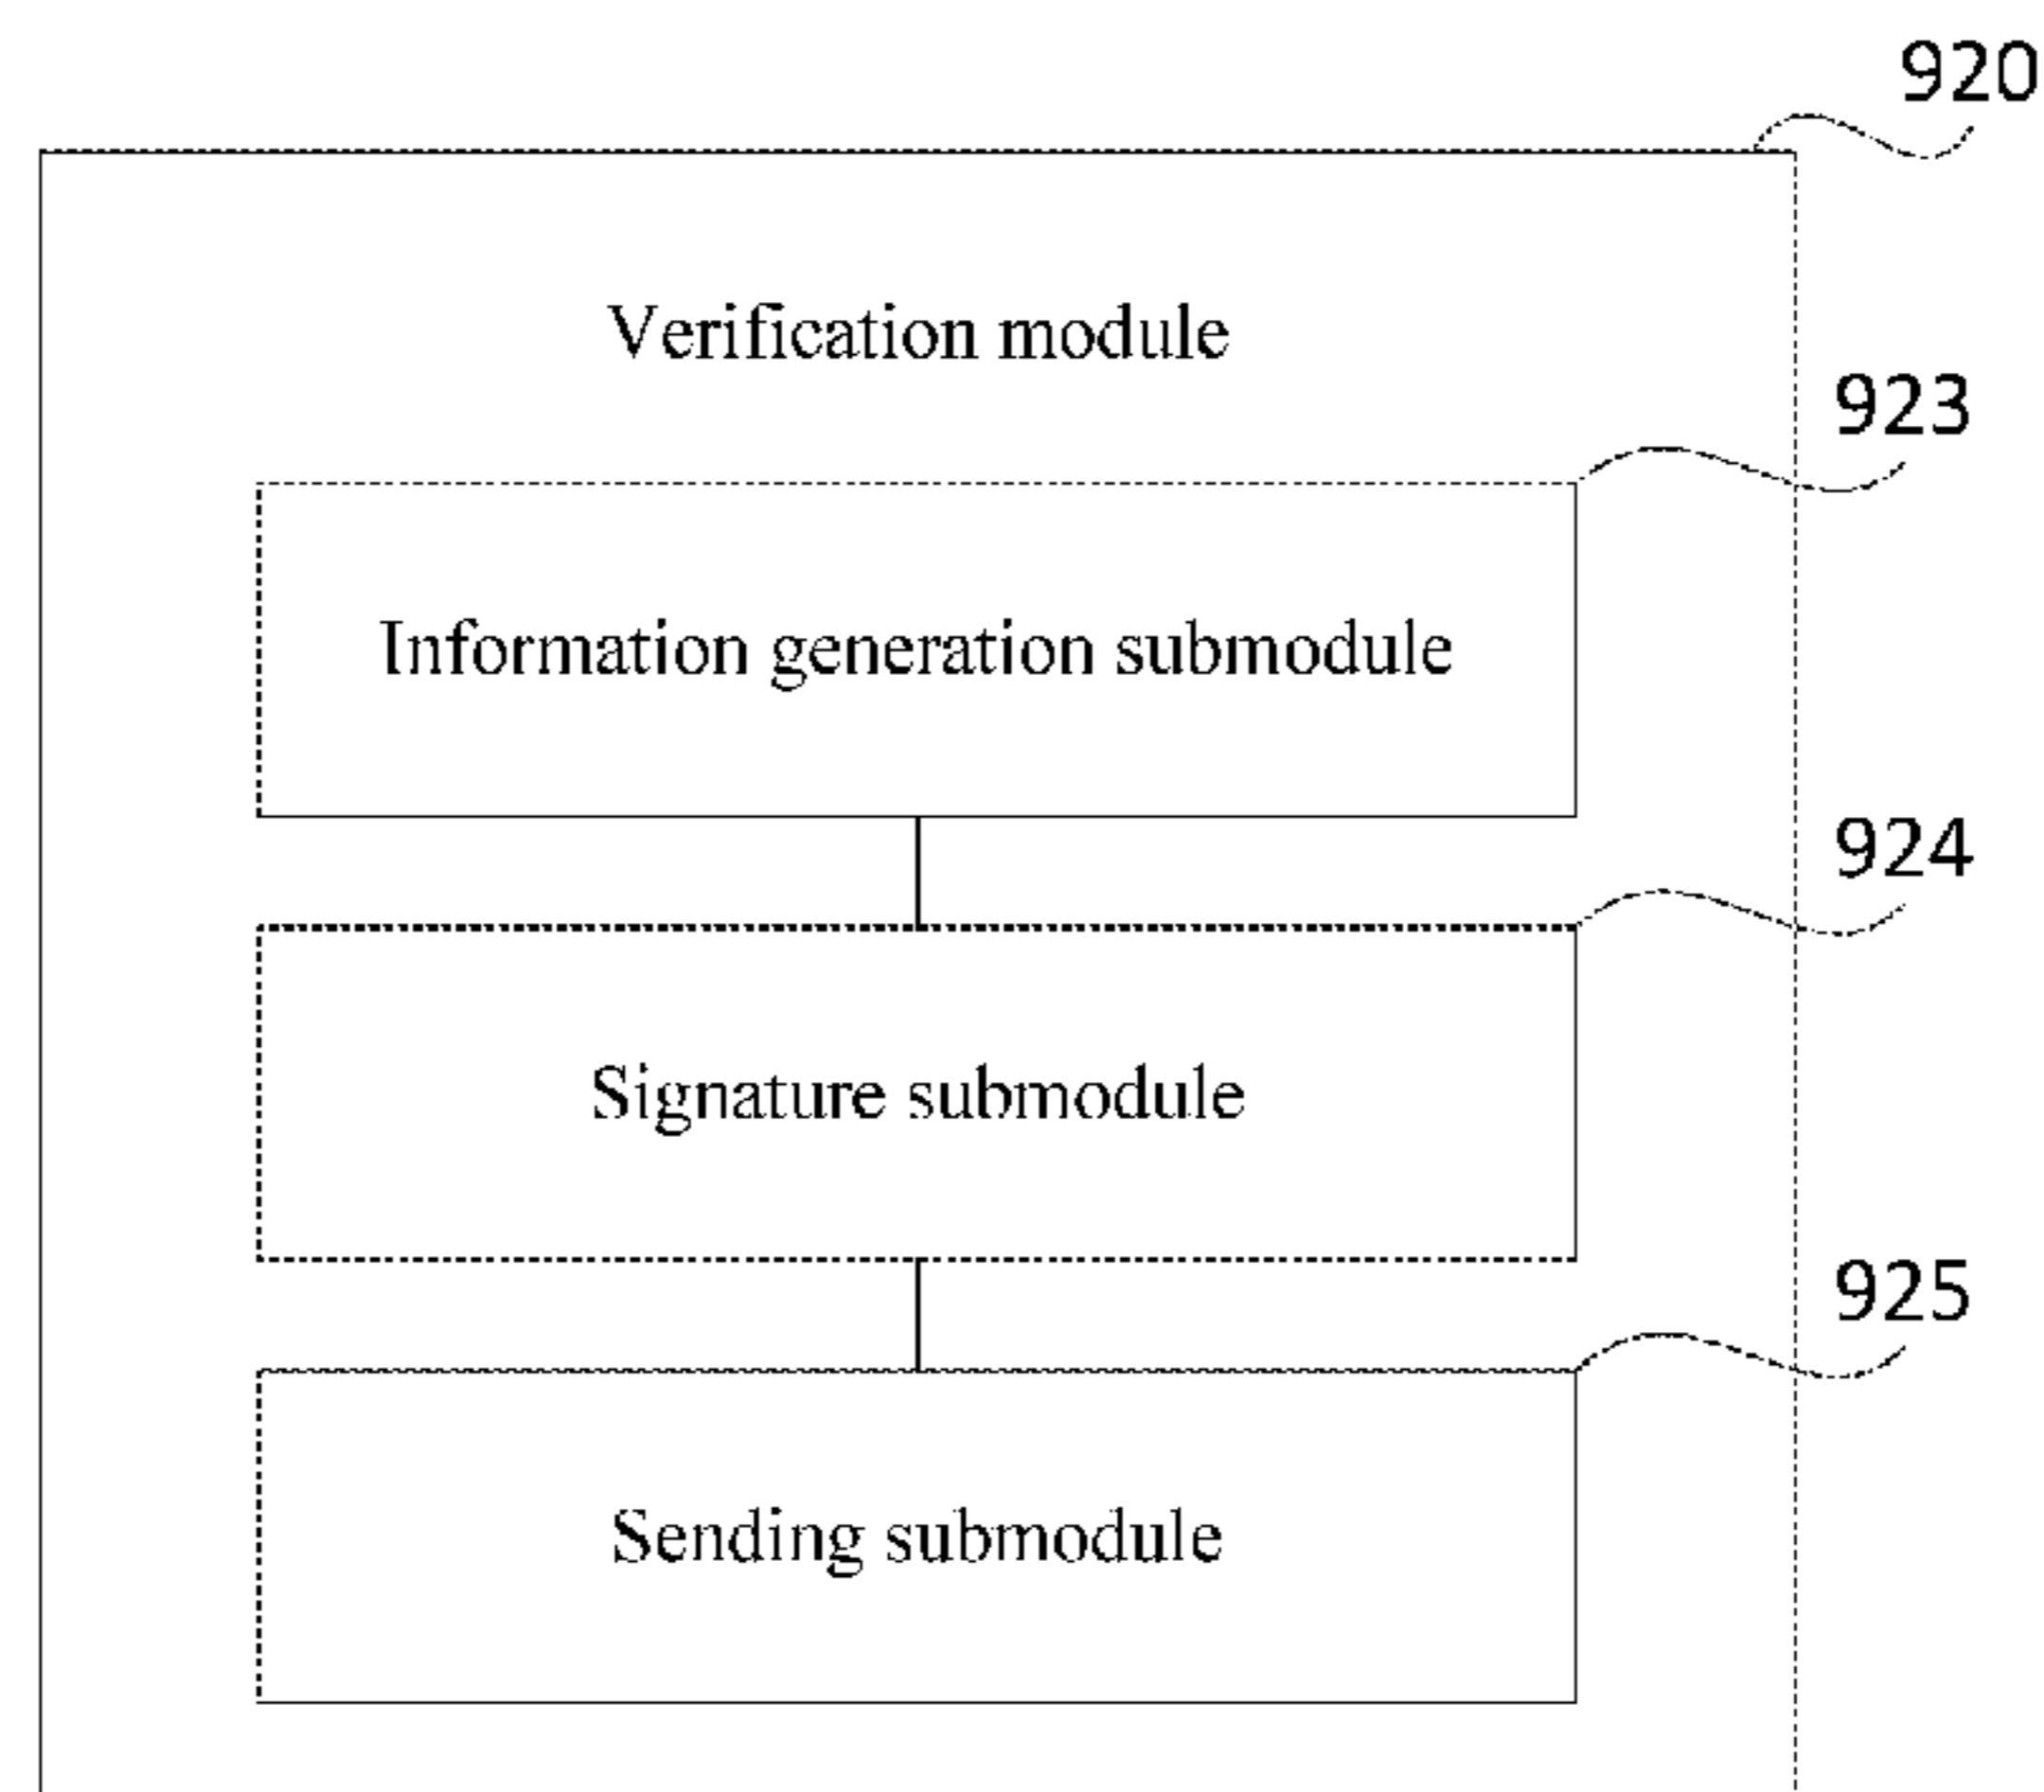 920
Verification module
923
Information generation submodule
924
Signature submodule
925
Sending submodule